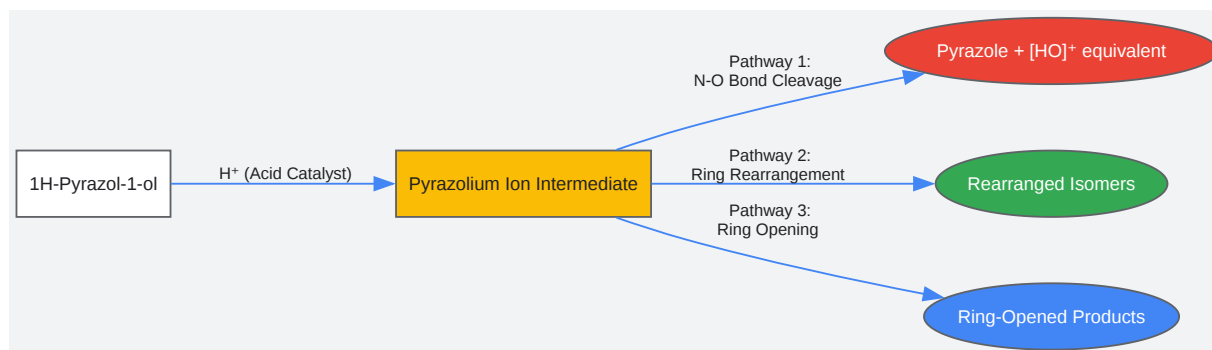 1H-Pyrazol-1-ol
H⁺ (Acid Catalyst)
Pyrazolium Ion Intermediate
Pathway 1:
N-O Bond Cleavage
Pyrazole + [HO]⁺ equivalent
Pathway 2:
Ring Rearrangement
Rearranged Isomers
Pathway 3:
Ring Opening
Ring-Opened Products